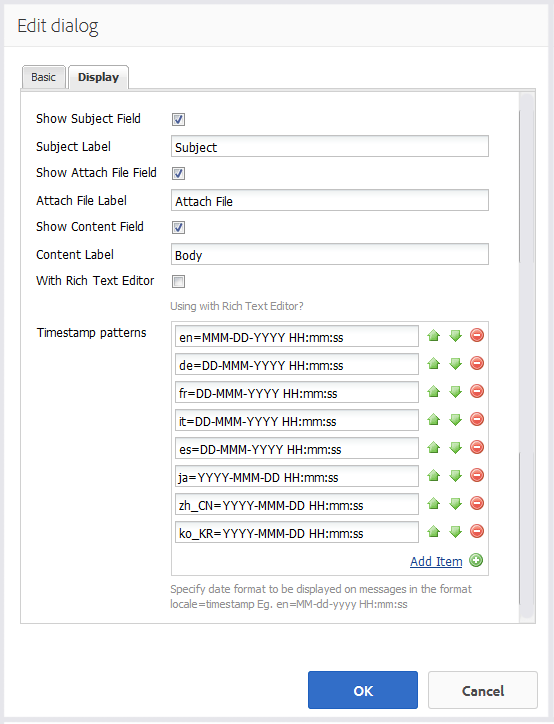 Edit dialog
Basic
Display
Show Subject Field
Subject Label
Subject
Show Attach File Field
Attach File Label
Attach File
Show Content Field
Content Label
Body
With Rich Text Editor
Using with Rich Text Editor?
Timestamp patterns
en=MMM-DD-YYYY HH:mm:ss
de=DD-MMM-YYYY HH:mm:ss
fr=DD-MMM-YYYY HH:mm:ss
it=DD-MMM-YYYY HH:mm:ss
es=DD-MMM-YYYY HH:mm:ss
ja=YYYY-MMM-DD HH:mm:ss
zh_CN=YYYY-MMM-DD HH:mm:ss
ko_KR=YYYY-MMM-DD HH:mm:ss
Add Item
Specify date format to be displayed on messages in the format
locale=timestamp Eg. en=MM-dd-yyyy HH:mm:ss
OK
Cancel